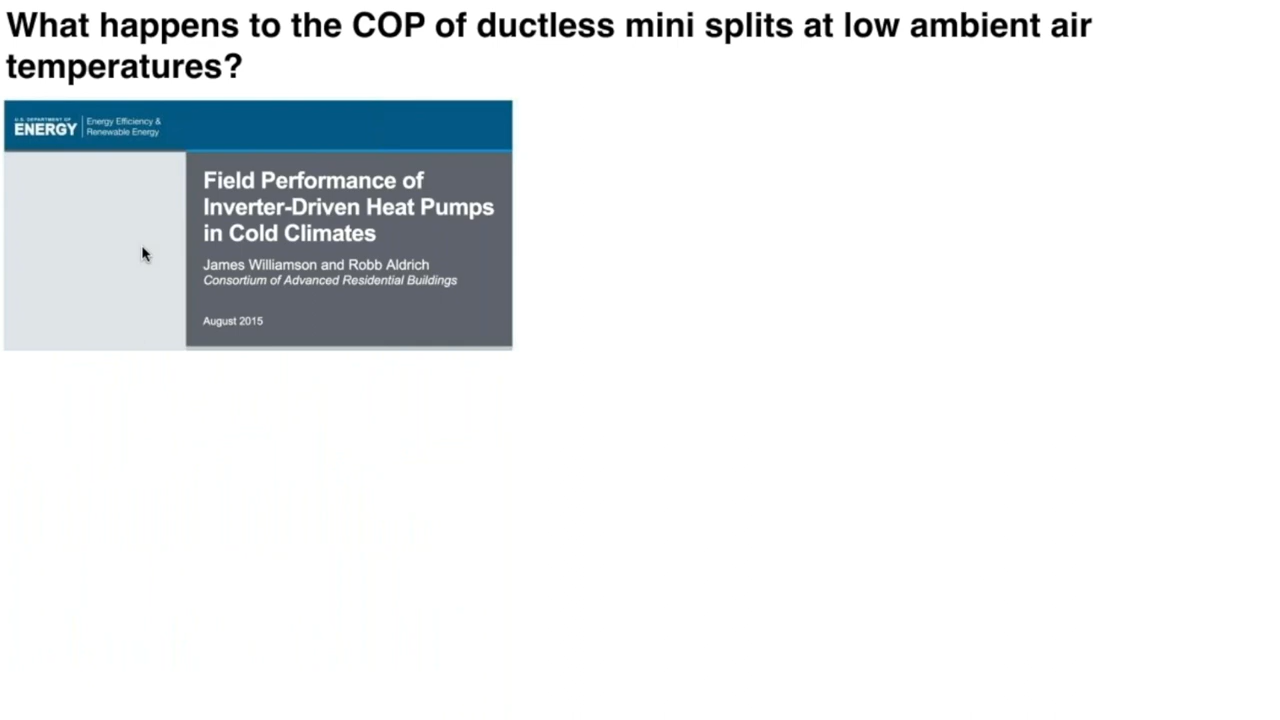 What happens to the COP of ductless mini splits at low ambient air
temperatures?
U.S. DEPARTMENT OF
ENERGY
Energy Efficiency &
Renewable Energy
Field Performance of
Inverter-Driven Heat Pumps
in Cold Climates
James Williamson and Robb Aldrich
Consortium of Advanced Residential Buildings
August 2015